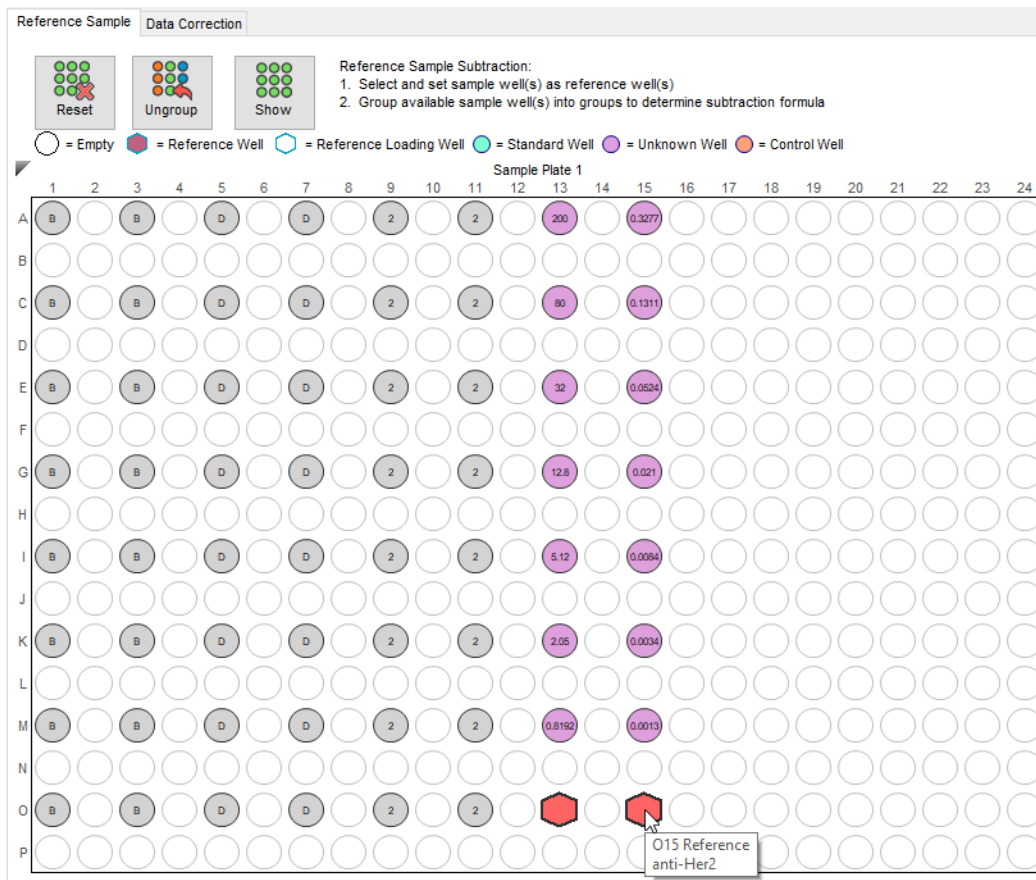 Reference Sample Data Correction
Reference Sample Subtraction:
1. Select and set sample well(s) as reference well(s)
2. Group available sample well(s) into groups to determine subtraction formula
Reset Ungroup Show
= Empty = Reference Well = Reference Loading Well = Standard Well = Unknown Well = Control Well
Sample Plate 1
1 2 3 4 5 6 7 8 9 10 11 12 13 14 15 16 17 18 19 20 21 22 23 24
A B B D D 2 2 200 0.3277
B
C B B D D 2 2 80 0.1311
D
E B B D D 2 2 32 0.0524
F
G B B D D 2 2 12.8 0.021
H
I B B D D 2 2 5.12 0.0084
J
K B B D D 2 2 2.05 0.0034
L
M B B D D 2 2 0.8192 0.0013
N
O B B D D 2 2
P
O15 Reference
anti-Her2